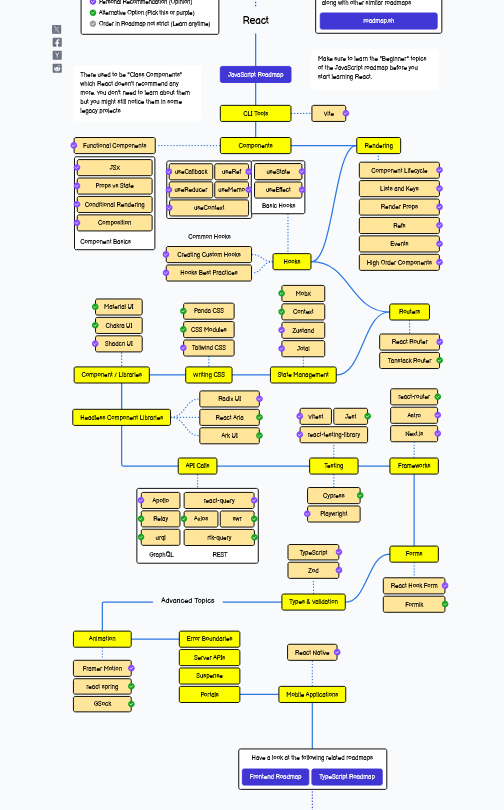 Personal Recommendation (Opinion)
Alternative Option (Pick this or purple)
Order in Roadmap not strict (Learn anytime)
along with other similar roadmaps
roadmap.sh
React
There used to be "Class Components"
which React doesn't recommend any
more. You don't need to learn about them
but you might still notice them in some
legacy projects
JavaScript Roadmap
Make sure to learn the "Beginner" topics
of the JavaScript roadmap before you
start learning React.
CLI Tools
Vite
Functional Components
Components
Rendering
JSX
Props vs State
Conditional Rendering
Composition
Component Basics
useCallback
useRef
useState
useReducer
useMemo
useEffect
useContext
Basic Hooks
Common Hooks
Component Lifecycle
Lists and Keys
Render Props
Refs
Events
High Order Components
Creating Custom Hooks
Hooks Best Practices
Hooks
Material UI
Chakra UI
Shadcn UI
Panda CSS
CSS Modules
Tailwind CSS
Mobx
Context
Zustand
Jotai
Routers
React Router
Tanstack Router
Component / Libraries
Writing CSS
State Management
Headless Component Libraries
Radix UI
React Aria
Ark UI
Vitest
Jest
react-testing-library
react-router
Astro
Next.js
API Calls
Testing
Frameworks
Apollo
Relay
urql
GraphQL
react-query
Axios
swr
rtk-query
REST
Cypress
Playwright
TypeScript
Zod
Forms
React Hook Form
Formik
Advanced Topics
Types & Validation
Animation
Framer Motion
react spring
GSock
Error Boundaries
Server APIs
Suspense
Portals
React Native
Mobile Applications
Have a look at the following related roadmaps
Frontend Roadmap
TypeScript Roadmap